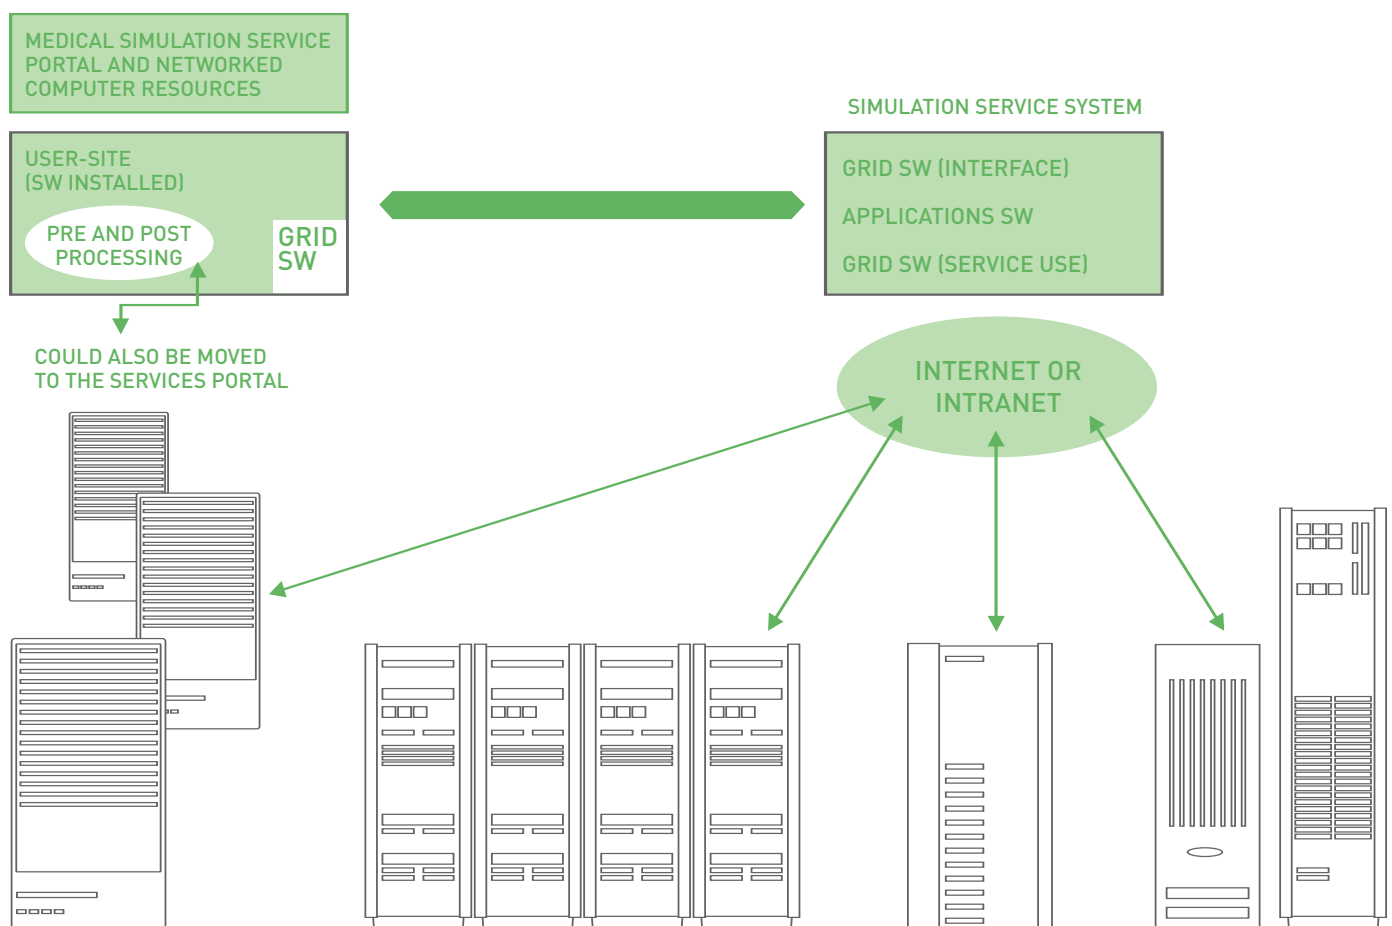 MEDICAL SIMULATION SERVICE
PORTAL AND NETWORKED
COMPUTER RESOURCES
USER-SITE
(SW INSTALLED)
PRE AND POST
PROCESSING
GRID
SW
COULD ALSO BE MOVED
TO THE SERVICES PORTAL
SIMULATION SERVICE SYSTEM
GRID SW (INTERFACE)
APPLICATIONS SW
GRID SW (SERVICE USE)
INTERNET OR
INTRANET